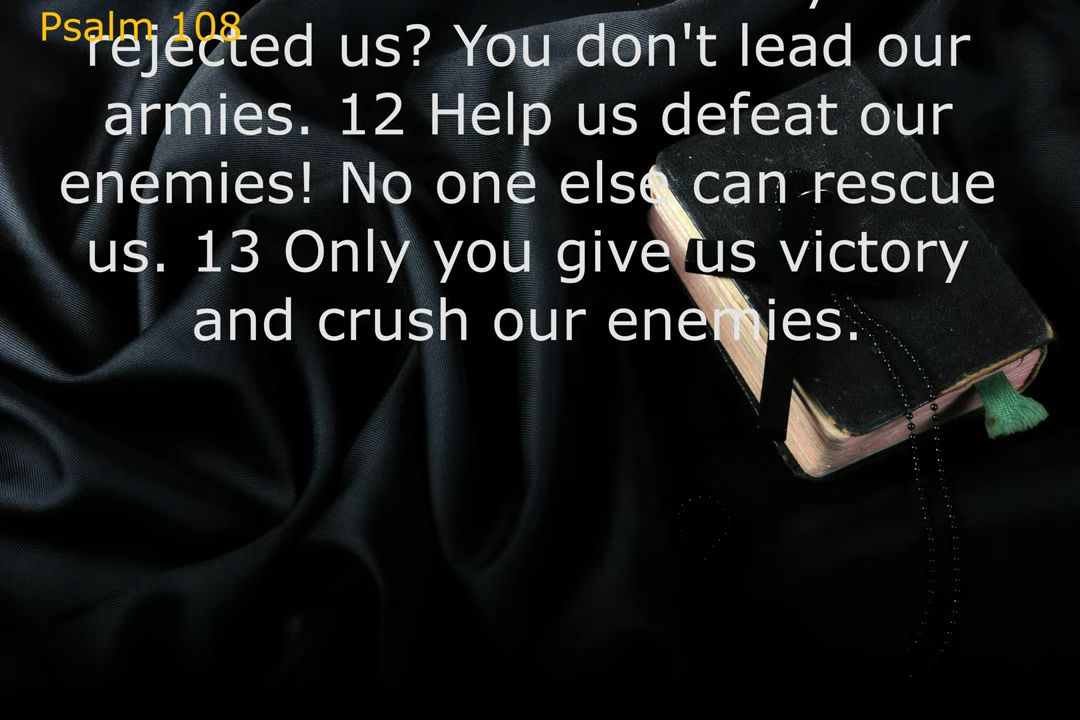 Psalm 108
rejected us? You don't lead our
armies. 12 Help us defeat our
enemies! No one else can rescue
us. 13 Only you give us victory
and crush our enemies.